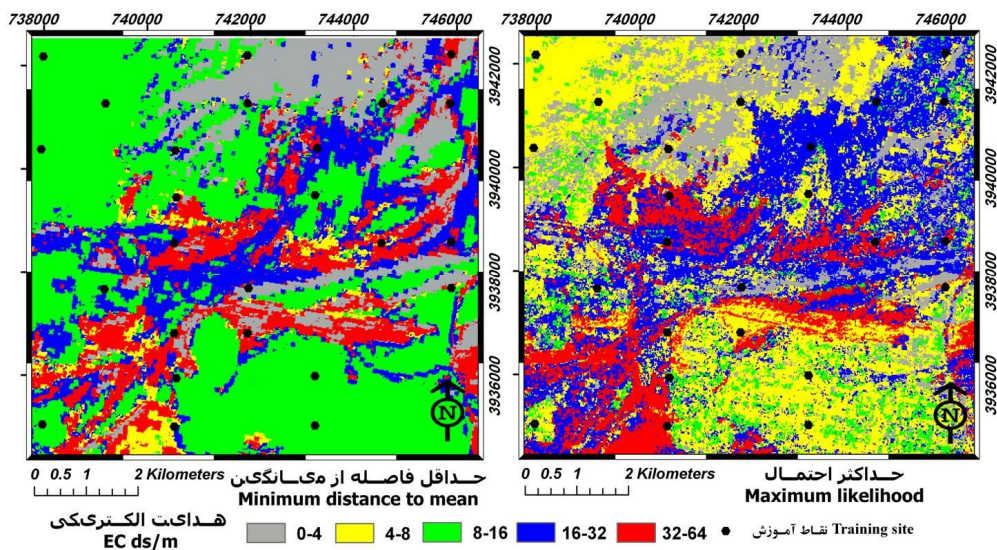 738000 740000 742000 744000 746000
738000 740000 742000 744000 746000
3942000
3940000
3938000
3936000
3942000
3940000
3938000
3936000
N
N
0 0.5 1 2 Kilometers
حداقل فاصله از میانگین
Minimum distance to mean
0 0.5 1 2 Kilometers
حداکثر احتمال
Maximum likelihood
هدایت الکتریکی
EC ds/m
0-4 4-8 8-16 16-32 32-64 نقاط آموزش Training site